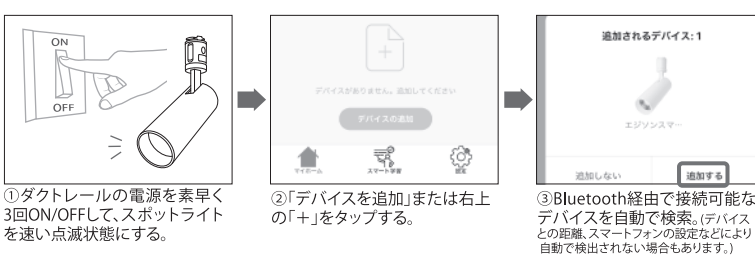 ON
OFF
①ダクトレールの電源を素早く
3回ON/OFFして、スポットライト
を速い点滅状態にする。
デバイスがありません。追加してください
デバイスの追加
マイホーム
スマート学習
設定
②「デバイスを追加」または右上
の「+」をタップする。
追加されるデバイス: 1
エジソンスマ…
追加しない
追加する
③Bluetooth経由で接続可能な
デバイスを自動で検索。(デバイス
との距離、スマートフォンの設定などにより
自動で検出されない場合もあります。)